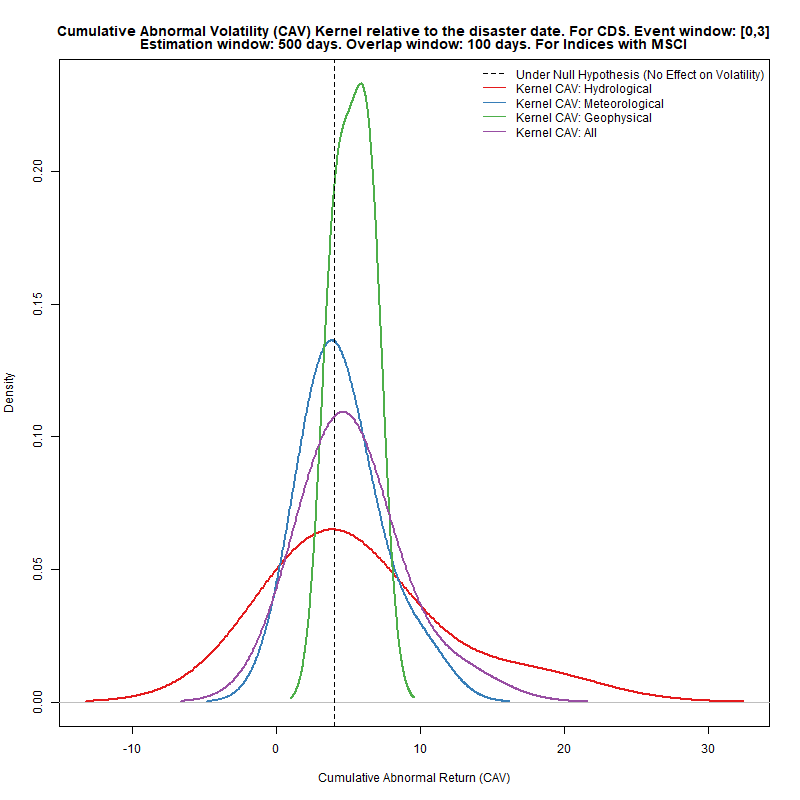 Cumulative Abnormal Volatility (CAV) Kernel relative to the disaster date. For CDS. Event window: [0,3]
Estimation window: 500 days. Overlap window: 100 days. For Indices with MSCI
Under Null Hypothesis (No Effect on Volatility)
Kernel CAV: Hydrological
Kernel CAV: Meteorological
Kernel CAV: Geophysical
Kernel CAV: All
0.20
0.15
0.10
0.05
0.00
Density
-10 0 10 20 30
Cumulative Abnormal Return (CAV)